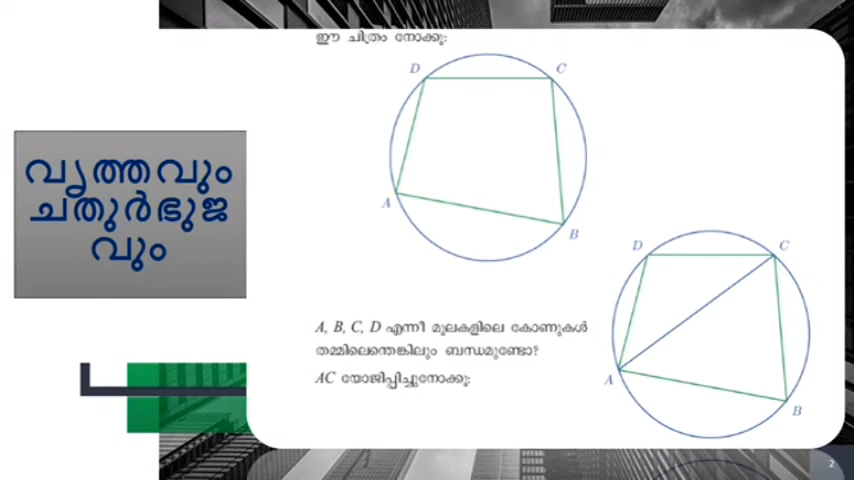 ഈ ചിത്രം നോക്കൂ:
D
C
A
B
വൃത്തവും
ചതുർഭുജ
വും
D
C
A
B
A, B, C, D എന്നീ മൂലകളിലെ കോണുകൾ
തമ്മിലെന്തെങ്കിലും ബന്ധമുണ്ടോ?
AC യോജിപ്പിച്ചുനോക്കൂ:
2